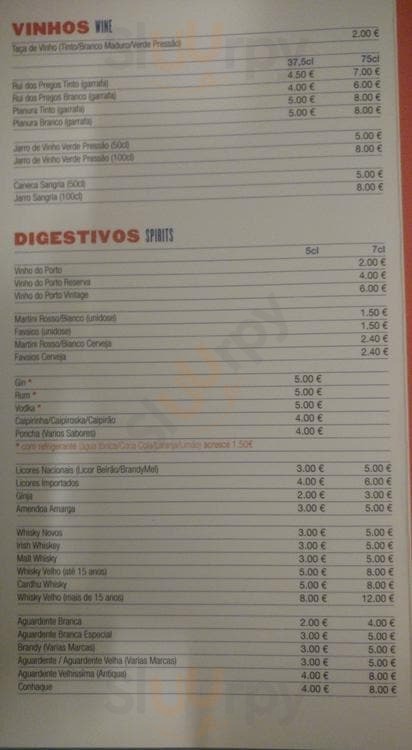 VINHOS WINE
Taça de Vinho (Tinto/Branco Maduro/Verde Pressão) 2.00 €
37,5cl 75cl
Rui dos Pregos Tinto (garrafa) 4.50 € 7.00 €
Rui dos Pregos Branco (garrafa) 4.00 € 6.00 €
Planura Tinto (garrafa) 5.00 € 8.00 €
Planura Branco (garrafa) 5.00 € 8.00 €
Jarro de Vinho Verde Pressão (50cl) 5.00 €
Jarro de Vinho Verde Pressão (100cl) 8.00 €
Caneca Sangria (50cl) 5.00 €
Jarro Sangria (100cl) 8.00 €
DIGESTIVOS SPIRITS
5cl 7cl
Vinho do Porto 2.00 €
Vinho do Porto Reserva 4.00 €
Vinho do Porto Vintage 6.00 €
Martini Rosso/Bianco (unidose) 1.50 €
Favaios (unidose) 1.50 €
Martini Rosso/Bianco Cerveja 2.40 €
Favaios Cerveja 2.40 €
Gin * 5.00 €
Rum * 5.00 €
Vodka * 5.00 €
Caipirinha/Caipiroska/Caipirão 4.00 €
Poncha (Varios Sabores) 4.00 €
* com refrigerante (água tónica/Coca Cola/Laranja/Limão) acresce 1.50€
Licores Nacionais (Licor Beirão/BrandyMel) 3.00 € 5.00 €
Licores Importados 4.00 € 6.00 €
Ginja 2.00 € 3.00 €
Amendoa Amarga 3.00 € 5.00 €
Whisky Novos 3.00 € 5.00 €
Irish Whiskey 3.00 € 5.00 €
Malt Whisky 3.00 € 5.00 €
Whisky Velho (até 15 anos) 5.00 € 8.00 €
Cardhu Whisky 5.00 € 8.00 €
Whisky Velho (mais de 15 anos) 8.00 € 12.00 €
Aguardente Branca 2.00 € 4.00 €
Aguardente Branca Especial 3.00 € 5.00 €
Brandy (Varias Marcas) 3.00 € 5.00 €
Aguardente / Aguardente Velha (Varias Marcas) 3.00 € 5.00 €
Aguardente Velhissima (Antiqua) 4.00 € 8.00 €
Conhaque 4.00 € 8.00 €